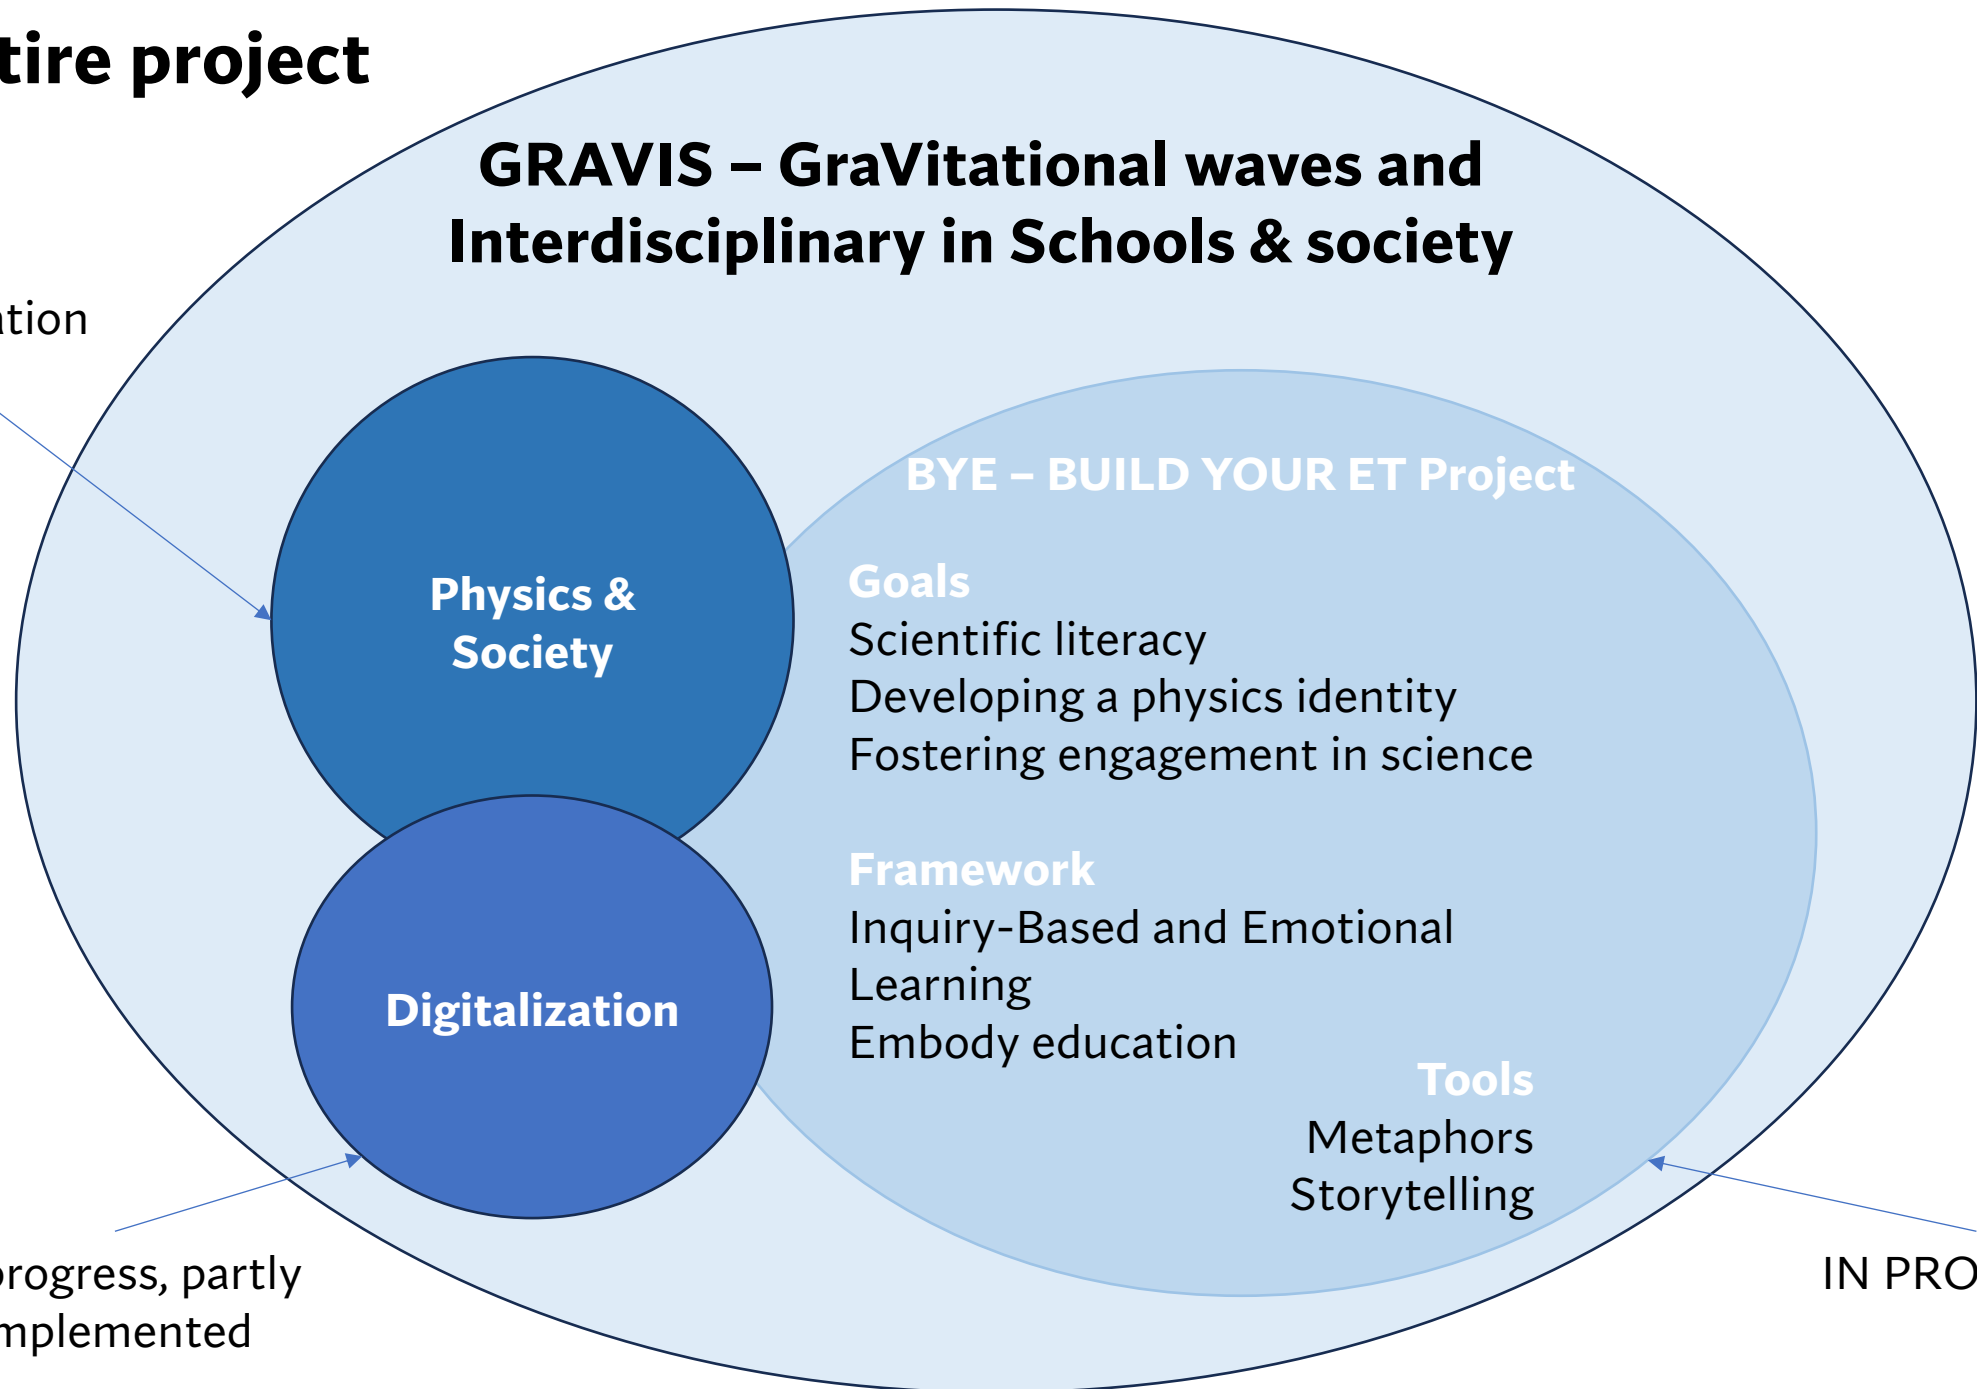 tire project
GRAVIS – GraVitational waves and
Interdisciplinary in Schools & society
ation
BYE – BUILD YOUR ET Project
Physics &
Society
Goals
Scientific literacy
Developing a physics identity
Fostering engagement in science
Framework
Inquiry-Based and Emotional
Learning
Embody education
Digitalization
Tools
Metaphors
Storytelling
progress, partly
mplemented
IN PRO